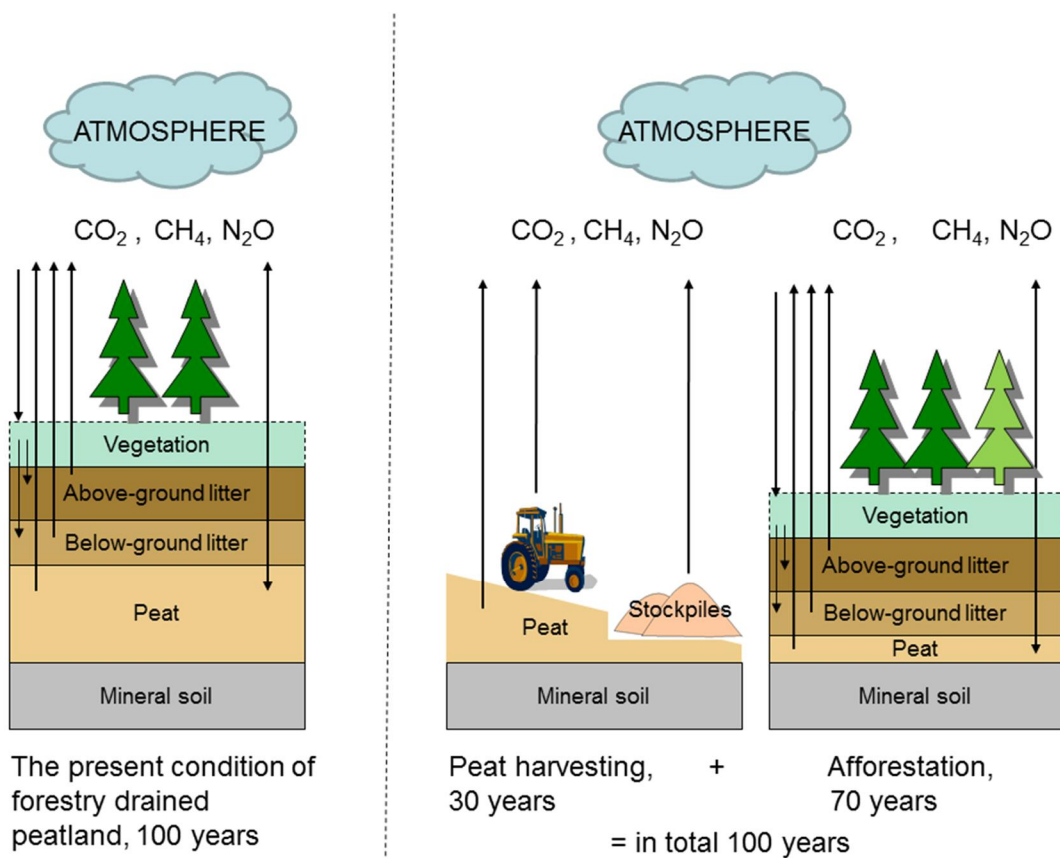 ATMOSPHERE
CO₂ , CH₄, N₂O
Vegetation
Above-ground litter
Below-ground litter
Peat
Mineral soil
The present condition of
forestry drained
peatland, 100 years
ATMOSPHERE
CO₂ , CH₄, N₂O
Stockpiles
Peat
Mineral soil
Peat harvesting,
30 years
+
CO₂, CH₄, N₂O
Vegetation
Above-ground litter
Below-ground litter
Peat
Afforestation,
70 years
= in total 100 years